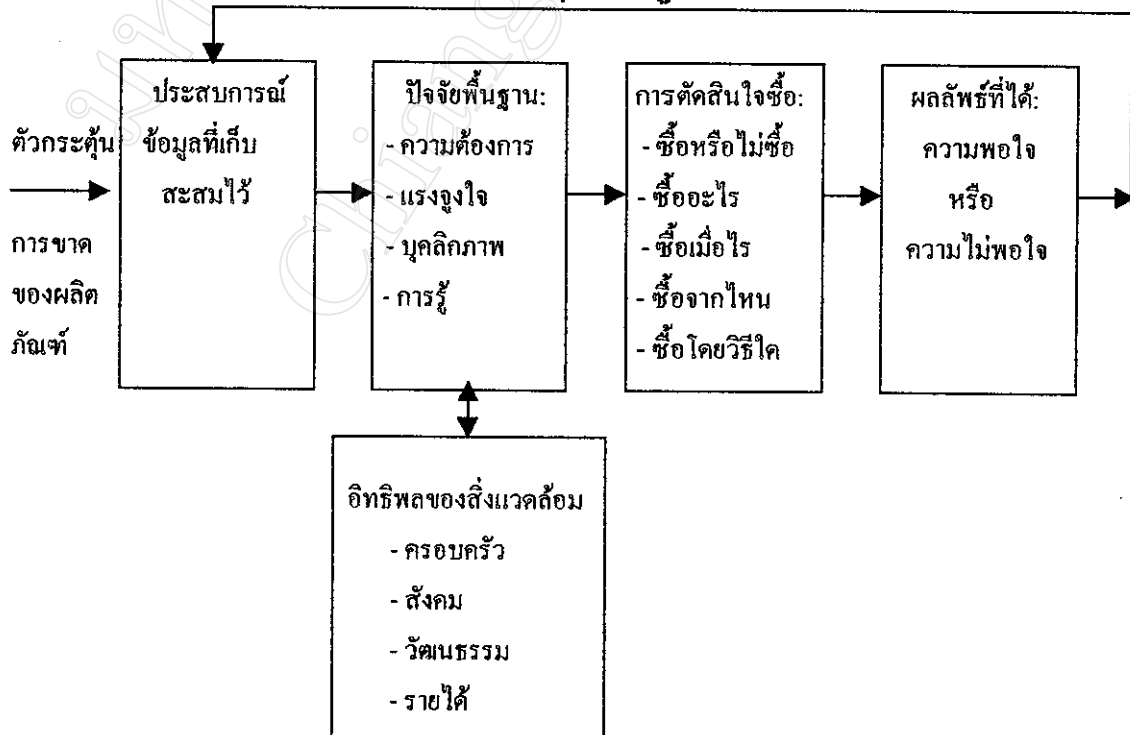 ตัวกระตุ้น
การขาด
ของผลิต
ภัณฑ์
ประสบการณ์
ข้อมูลที่เก็บ
สะสมไว้
ปัจจัยพื้นฐาน:
- ความต้องการ
- แรงจูงใจ
- บุคลิกภาพ
- การรู้
การตัดสินใจซื้อ:
- ซื้อหรือไม่ซื้อ
- ซื้ออะไร
- ซื้อเมื่อไร
- ซื้อจากไหน
- ซื้อโดยวิธีใด
ผลลัพธ์ที่ได้:
ความพอใจ
หรือ
ความไม่พอใจ
อิทธิพลของสิ่งแวดล้อม
- ครอบครัว
- สังคม
- วัฒนธรรม
- รายได้
Chiang